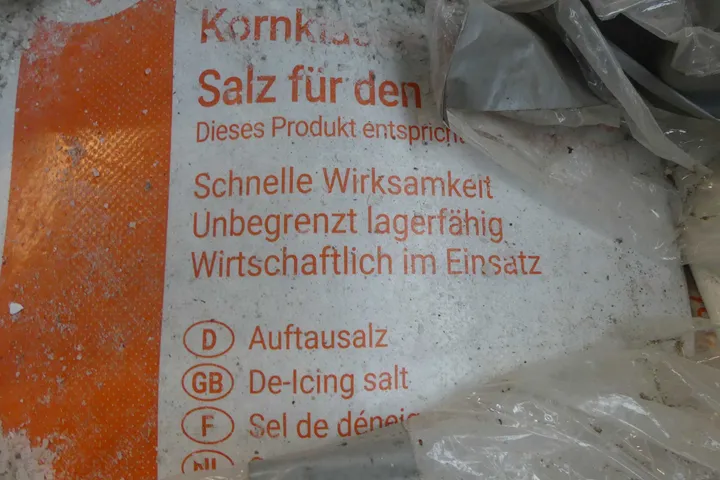 Salz für den
Dieses Produkt entspricht
Schnelle Wirksamkeit
Unbegrenzt lagerfähig
Wirtschaftlich im Einsatz
D Auftausalz
GB De-Icing salt
F Sel de
NL